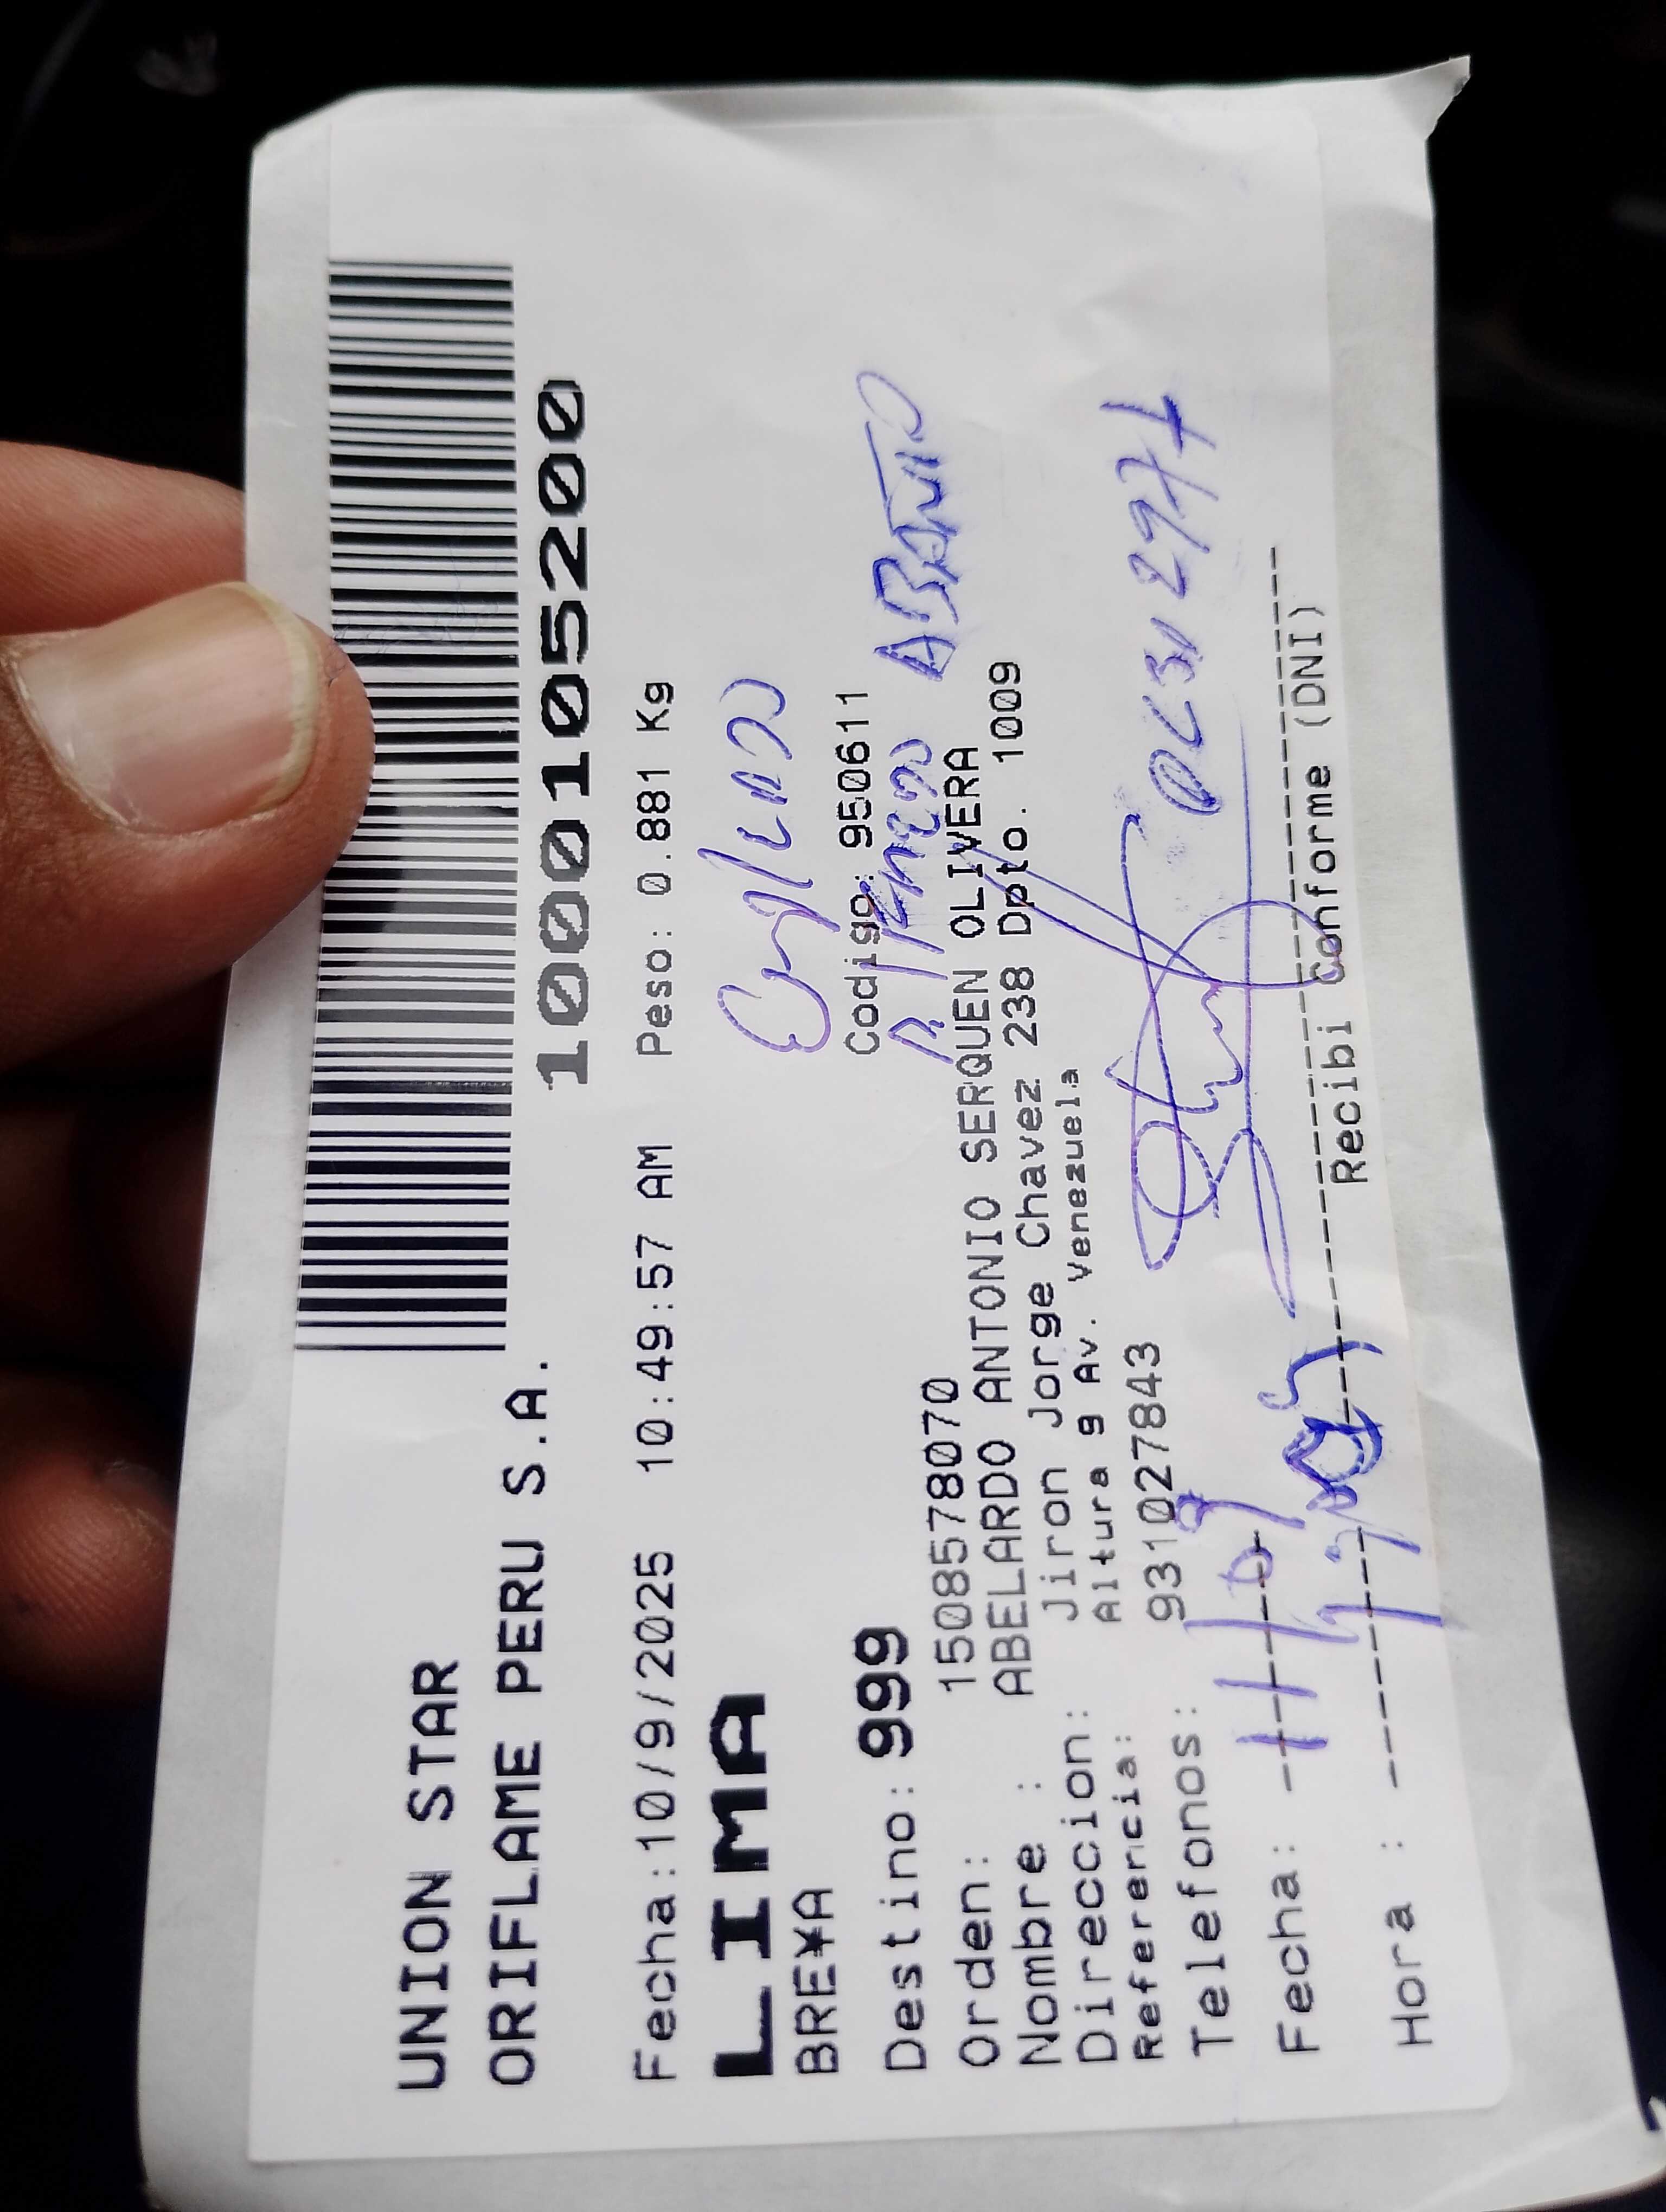 UNION STAR
ORIFLAME PERU S.A.
1000105200
Fecha:10/9/2025 10:49:57 AM Peso: 0.881 Kg
LIMA
BRE¥A
Destino: 999 Codigo: 950611
ABANTO
Orden: 1508578070
Nombre : ABELARDO ANTONIO SERQUEN OLIVERA
Direccion: Jiron Jorge Chavez 238 Dpto. 1009
Referencia: Altura 9 Av. Venezuela
Telefonos: 931027843
Fecha:
Hora :
Recibi Conforme (DNI)